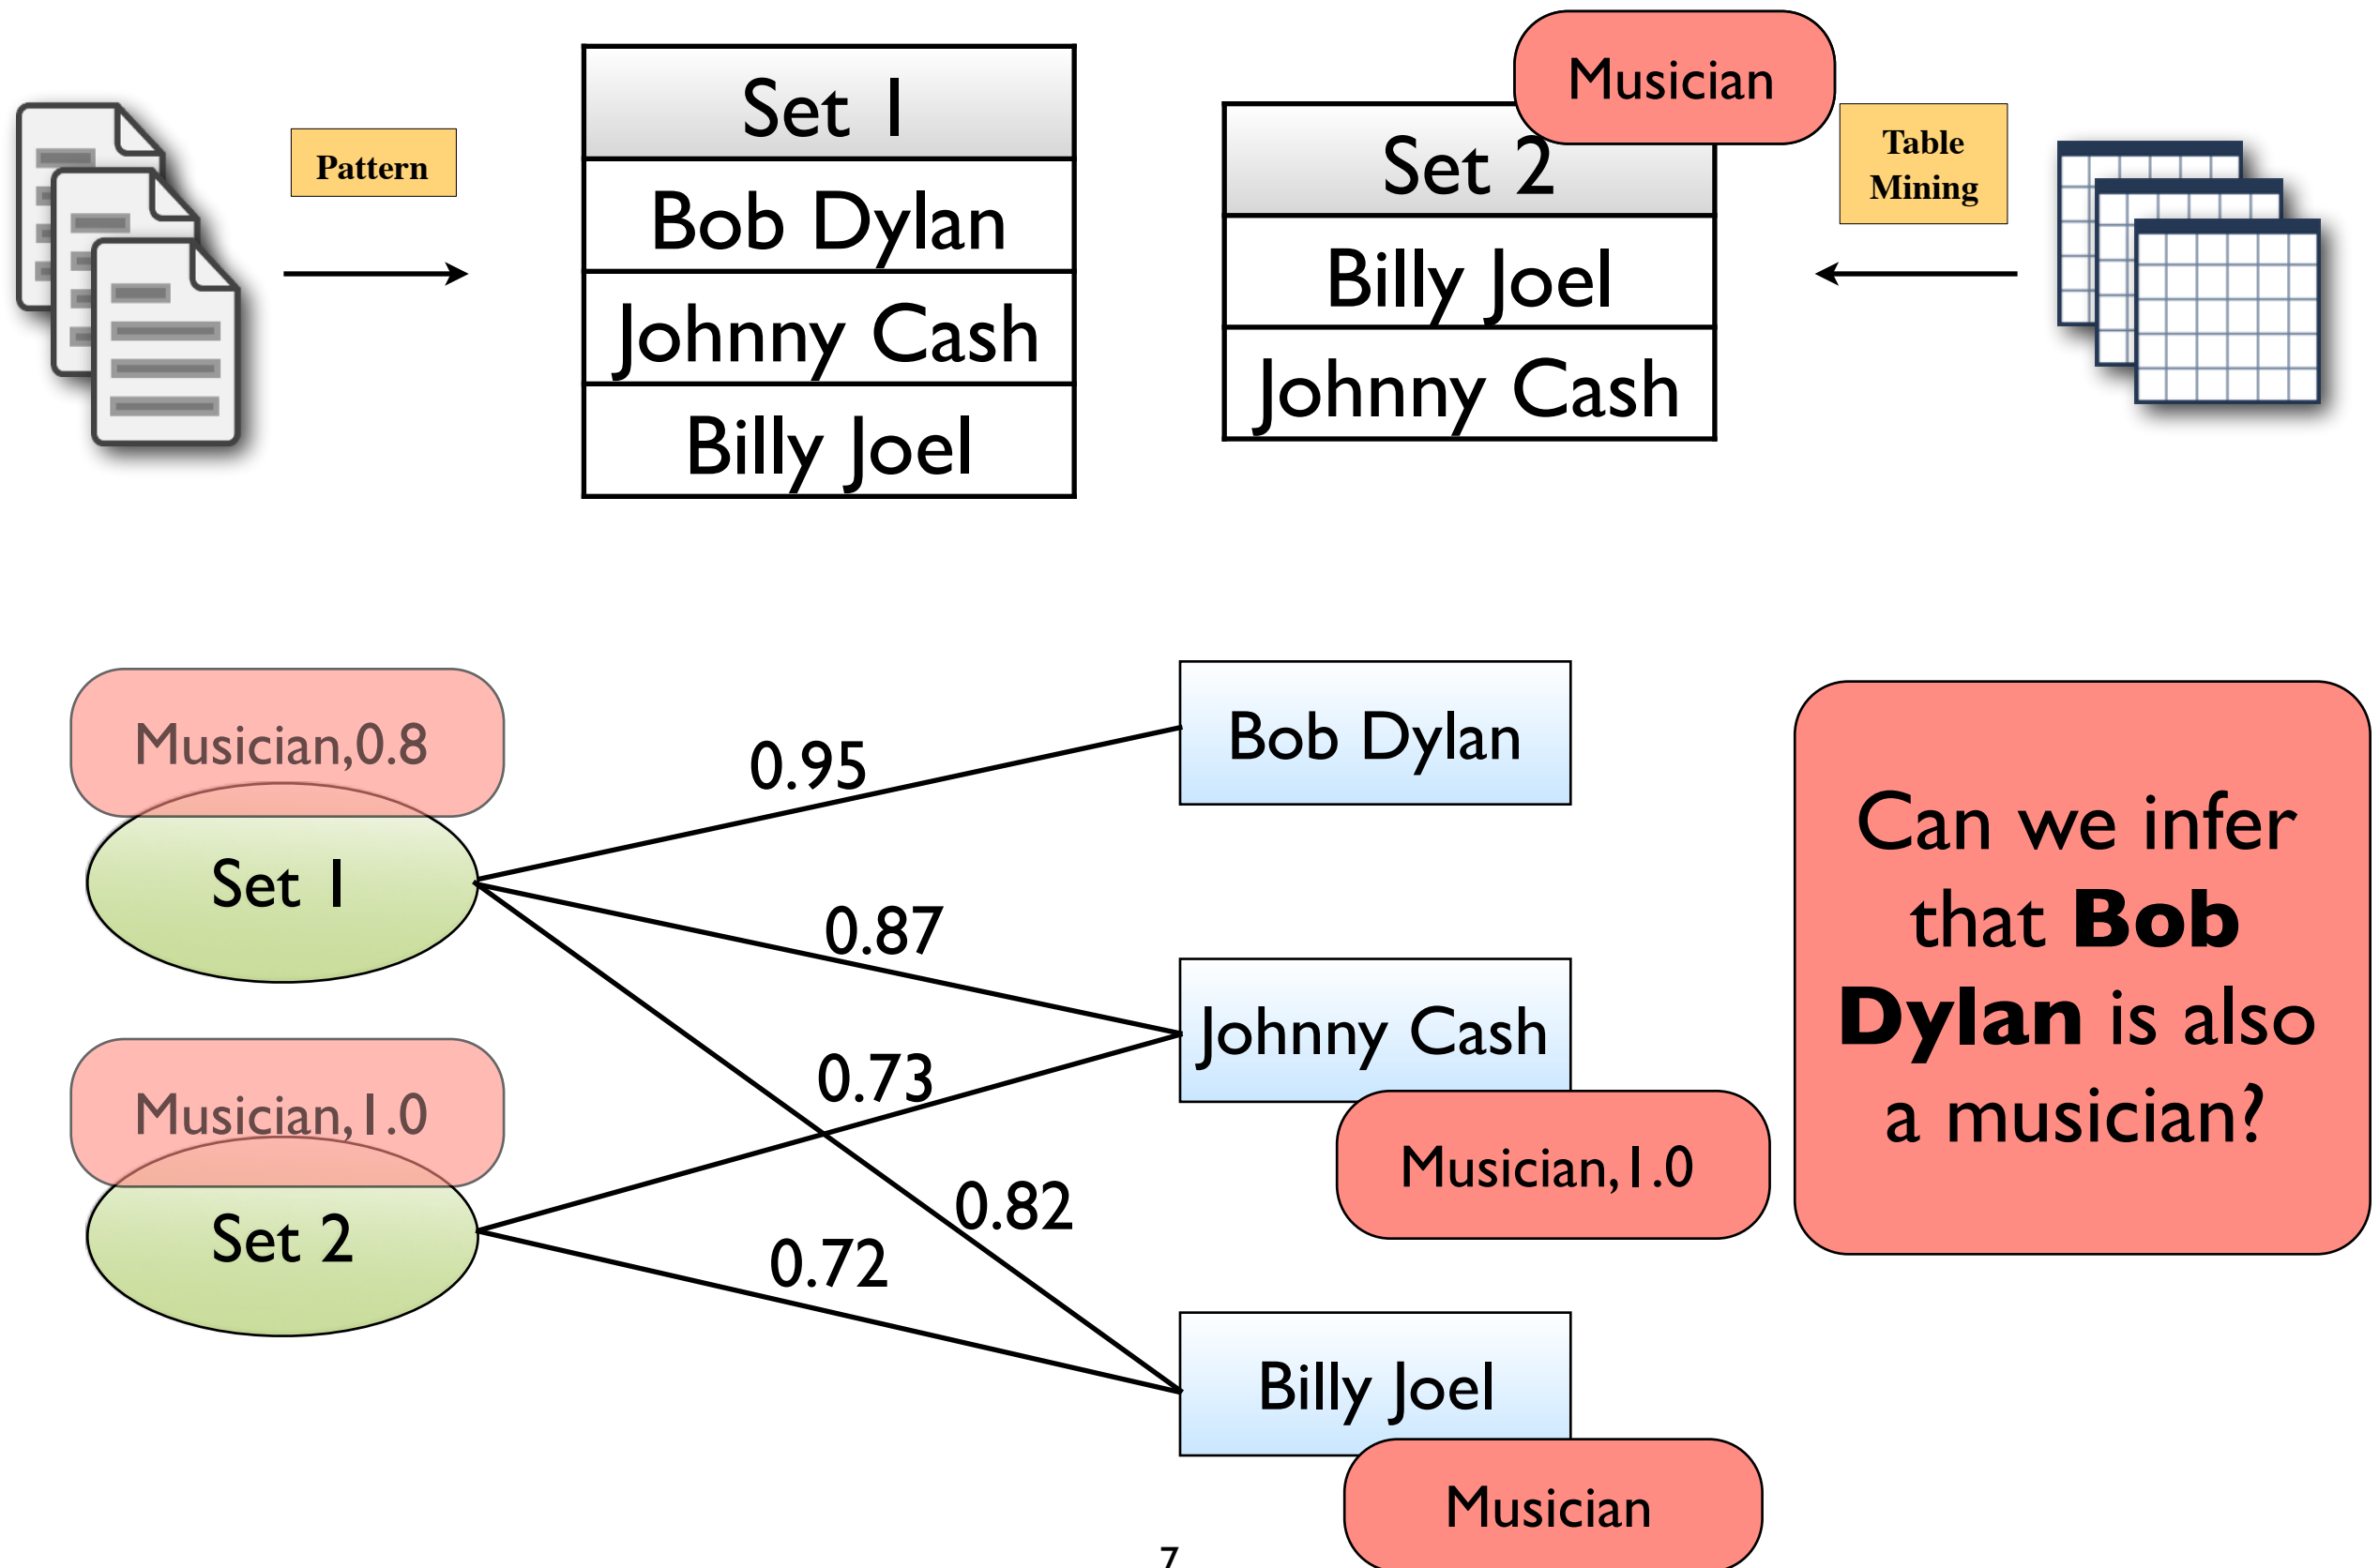 Pattern
Set 1
Bob Dylan
Johnny Cash
Billy Joel
Musician
Set 2
Billy Joel
Johnny Cash
Table
Mining
Musician,0.8
Set 1
Musician,1.0
Set 2
0.95
0.87
0.73
0.82
0.72
Bob Dylan
Johnny Cash
Musician,1.0
Billy Joel
Musician
Can we infer
that Bob
Dylan is also
a musician?
7